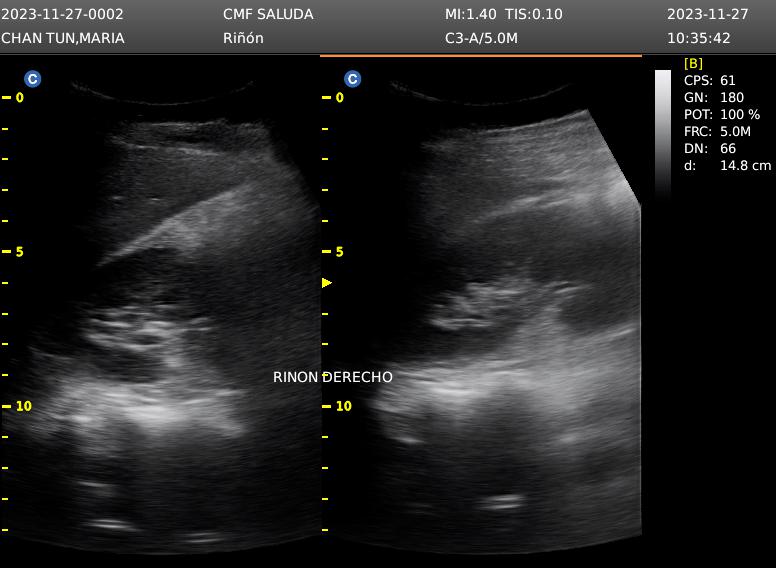 2023-11-27-0002 CMF SALUDA MI:1.40 TIS:0.10 2023-11-27
CHAN TUN,MARIA Riñón C3-A/5.0M 10:35:42
C C
0 0
5 5
10 10
RINON DERECHO
[B]
CPS: 61
GN: 180
POT: 100 %
FRC: 5.0M
DN: 66
d: 14.8 cm